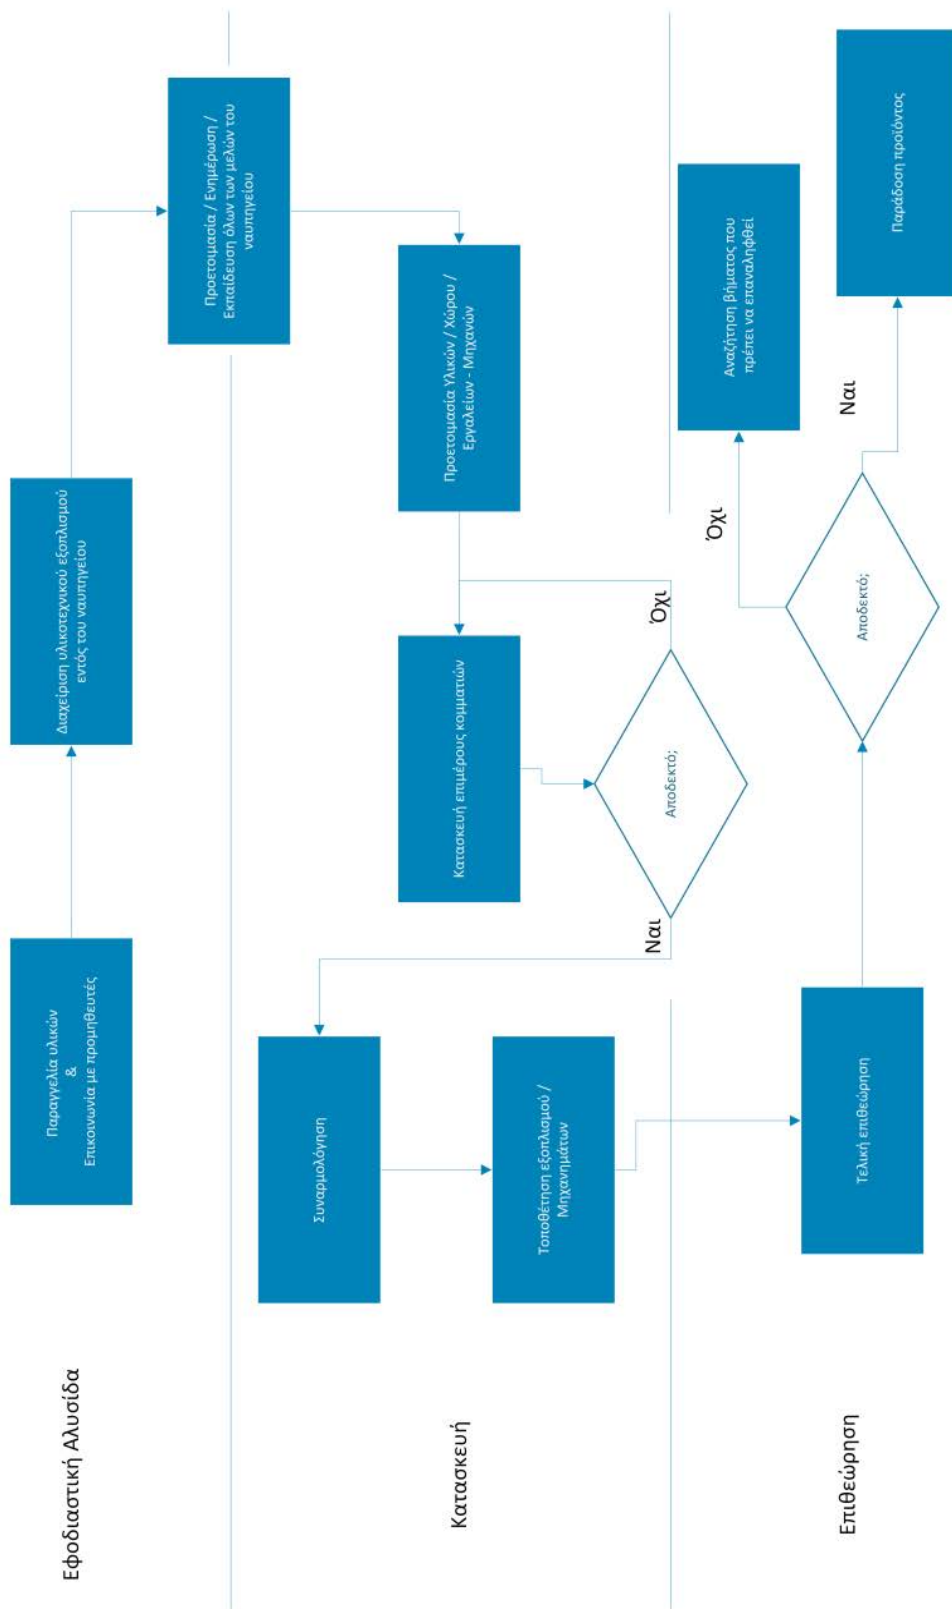 Εφοδιαστική Αλυσίδα
Παραγγελία υλικών
&
Επικοινωνία με προμηθευτές
Διαχείριση υλικοτεχνικού εξοπλισμού
εντός του ναυπηγείου
Προετοιμασία / Ενημέρωση /
Εκπαίδευση όλων των μελών του
ναυπηγείου
Κατασκευή
Συναρμολόγηση
Τοποθέτηση εξοπλισμού /
Μηχανημάτων
Ναι
Κατασκευή επιμέρους κομματιών
Αποδεκτό;
Όχι
Προετοιμασία Υλικών / Χώρου /
Εργαλείων - Μηχανών
Επιθεώρηση
Τελική επιθεώρηση
Αποδεκτό;
Όχι
Ναι
Αναζήτηση βήματος που
πρέπει να επαναληφθεί
Παράδοση προϊόντος